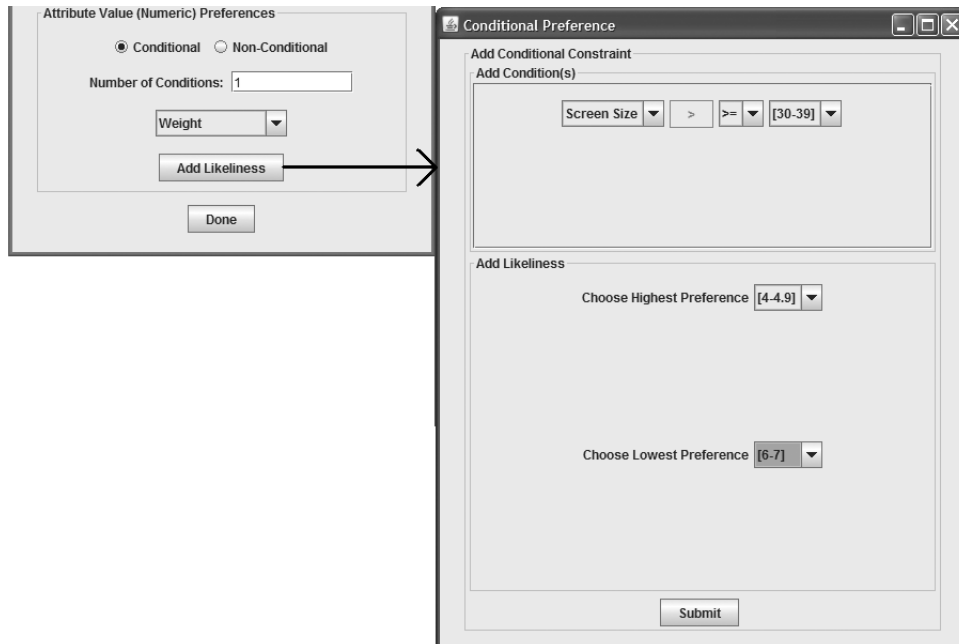 Attribute Value (Numeric) Preferences
Conditional Non-Conditional
Number of Conditions: 1
Weight
Add Likeliness
Done
Conditional Preference
Add Conditional Constraint
Add Condition(s)
Screen Size > >= [30-39]
Add Likeliness
Choose Highest Preference [4-4.9]
Choose Lowest Preference [6-7]
Submit